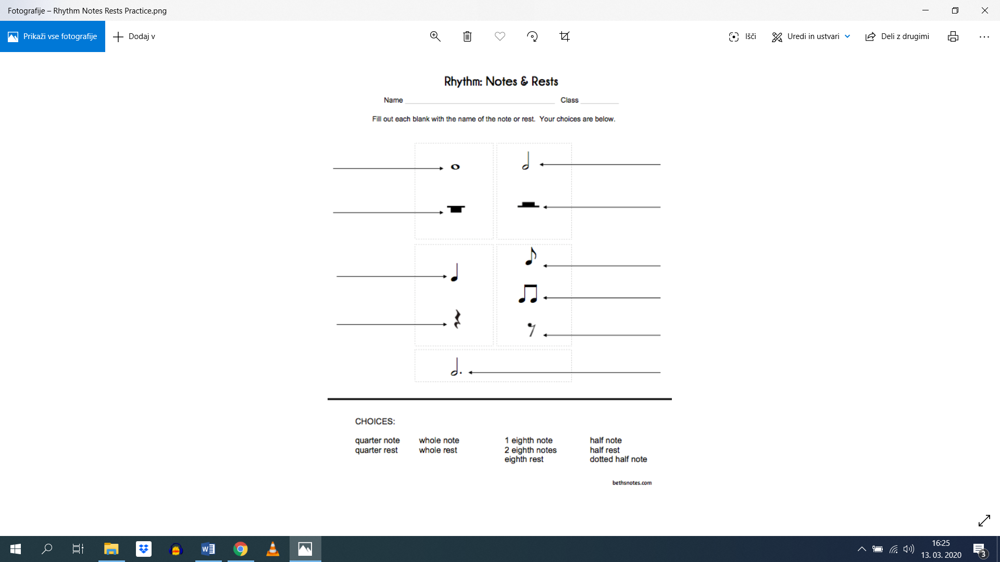 Fotografije – Rhythm Notes Rests Practice.png
Prikaži vse fotografije Dodaj v Išči Uredi in ustvari Deli z drugimi
Rhythm: Notes & Rests
Name Class
Fill out each blank with the name of the note or rest. Your choices are below.
CHOICES:
quarter note whole note 1 eighth note half note
quarter rest whole rest 2 eighth notes half rest
eighth rest dotted half note
bethsnotes.com
16:25
13. 03. 2020
3